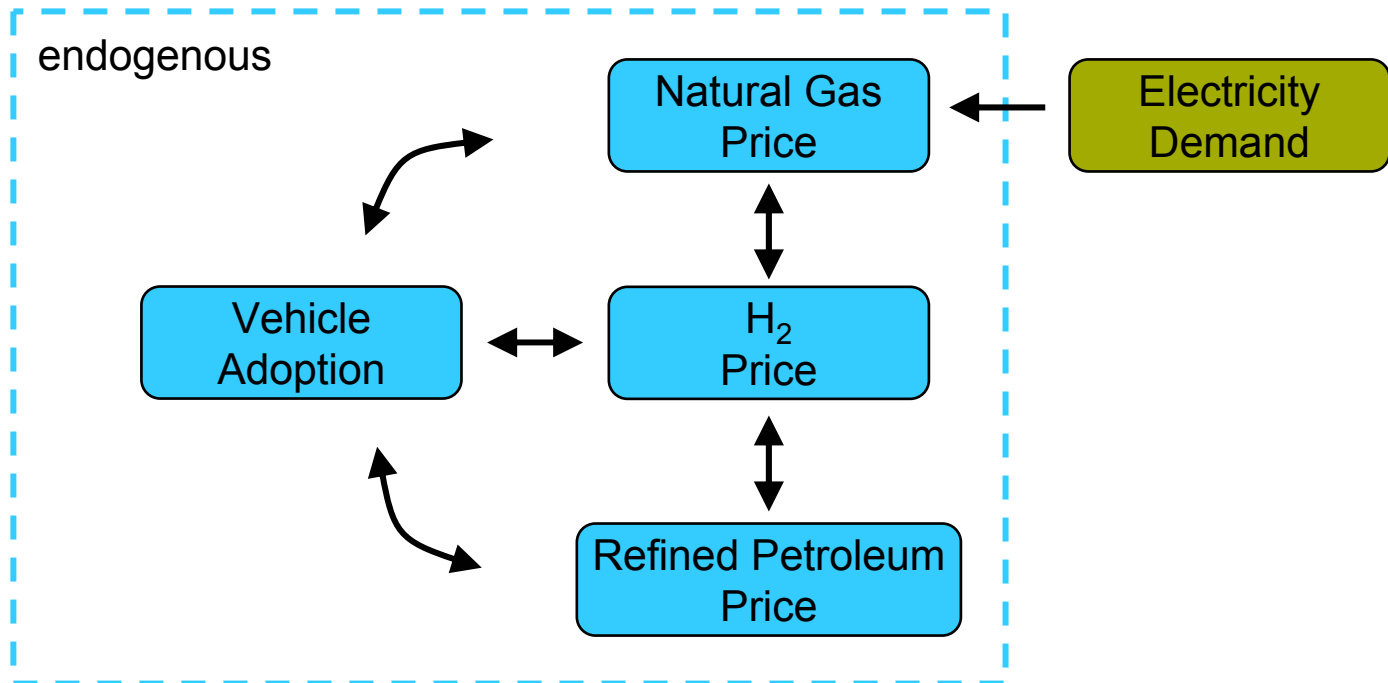 endogenous
Natural Gas
Price
Electricity
Demand
Vehicle
Adoption
H₂
Price
Refined Petroleum
Price